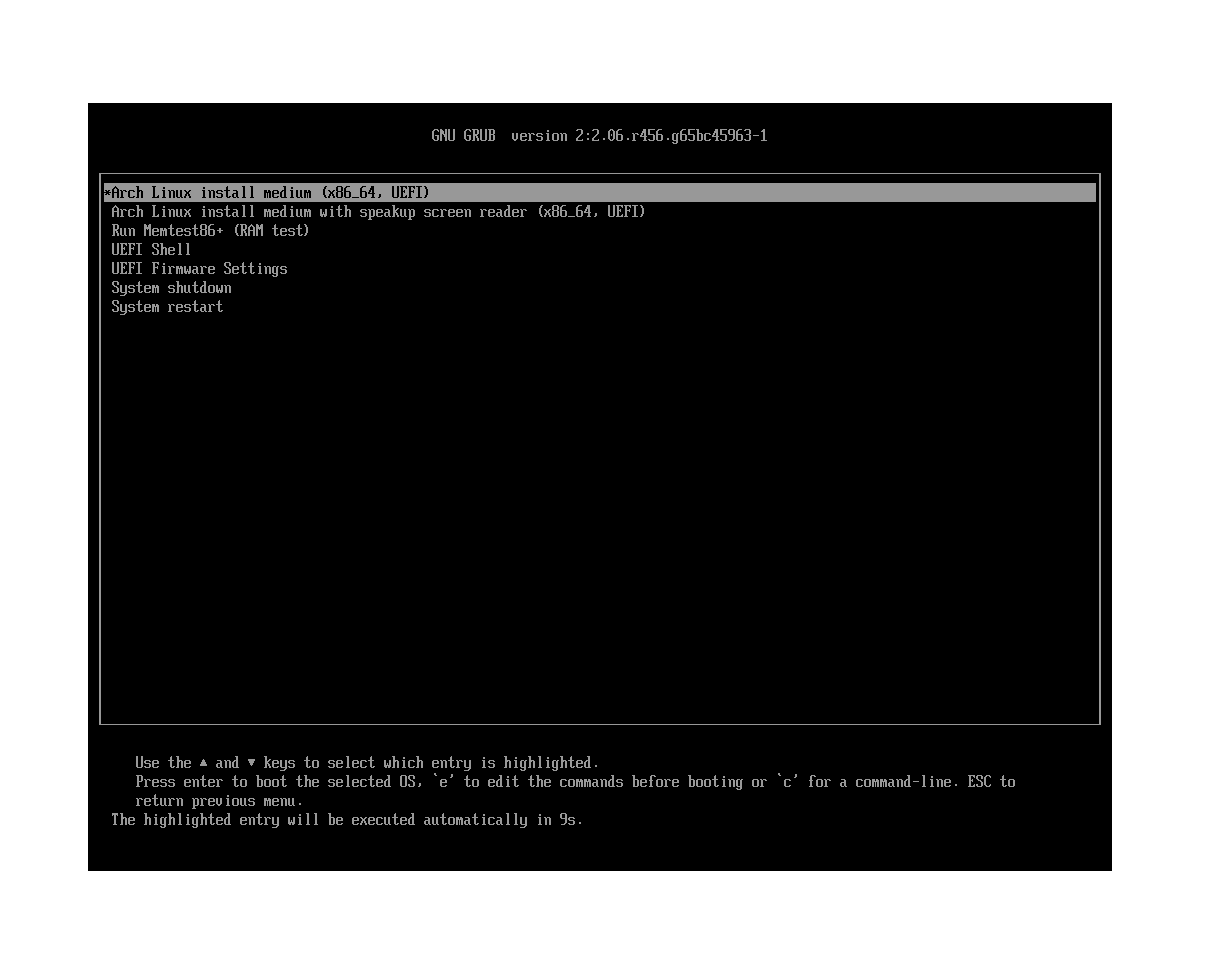 GNU GRUB  version 2:2.06.r456.g65bc45963-1
*Arch Linux install medium (x86_64, UEFI)
Arch Linux install medium with speakup screen reader (x86_64, UEFI)
Run Memtest86+ (RAM test)
UEFI Shell
UEFI Firmware Settings
System shutdown
System restart
Use the ▲ and ▼ keys to select which entry is highlighted.
Press enter to boot the selected OS, `e' to edit the commands before booting or `c' for a command-line. ESC to
return previous menu.
The highlighted entry will be executed automatically in 9s.